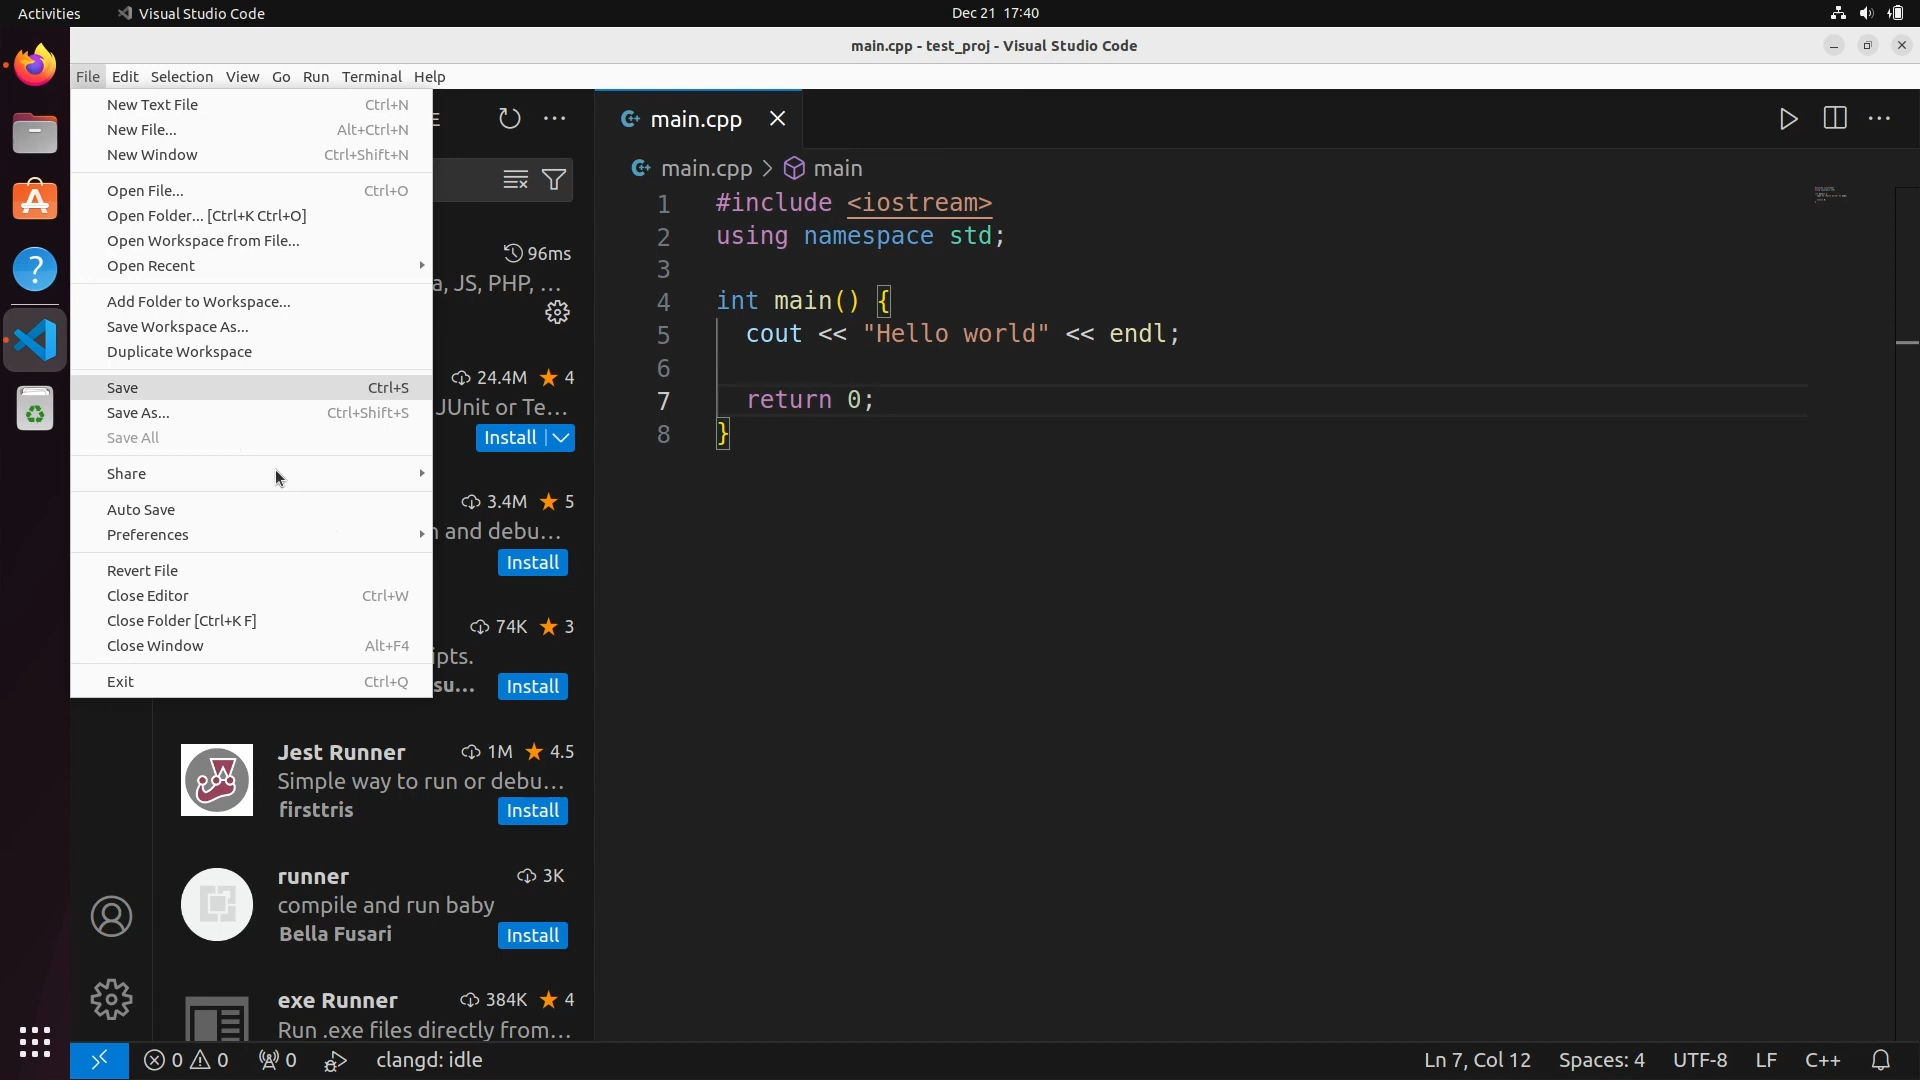 Activities
Visual Studio Code
Dec 21 17:40
main.cpp - test_proj - Visual Studio Code
File Edit Selection View Go Run Terminal Help
New Text File Ctrl+N
New File... Alt+Ctrl+N
New Window Ctrl+Shift+N
Open File... Ctrl+O
Open Folder... [Ctrl+K Ctrl+O]
Open Workspace from File...
Open Recent
Add Folder to Workspace...
Save Workspace As...
Duplicate Workspace
Save Ctrl+S
Save As... Ctrl+Shift+S
Save All
Share
Auto Save
Preferences
Revert File
Close Editor Ctrl+W
Close Folder [Ctrl+K F]
Close Window Alt+F4
Exit Ctrl+Q
E
96ms
a, JS, PHP, ...
24.4M 4
JUnit or Te...
Install
3.4M 5
n and debu...
Install
74K 3
ipts.
su...
Install
Jest Runner 1M 4.5
Simple way to run or debu...
firsttris Install
runner 3K
compile and run baby
Bella Fusari Install
exe Runner 384K 4
Run .exe files directly from...
main.cpp
main.cpp > main
1 #include <iostream>
2 using namespace std;
3
4 int main() {
5 cout << "Hello world" << endl;
6
7 return 0;
8 }
0 0 0 clangd: idle
Ln 7, Col 12 Spaces: 4 UTF-8 LF C++